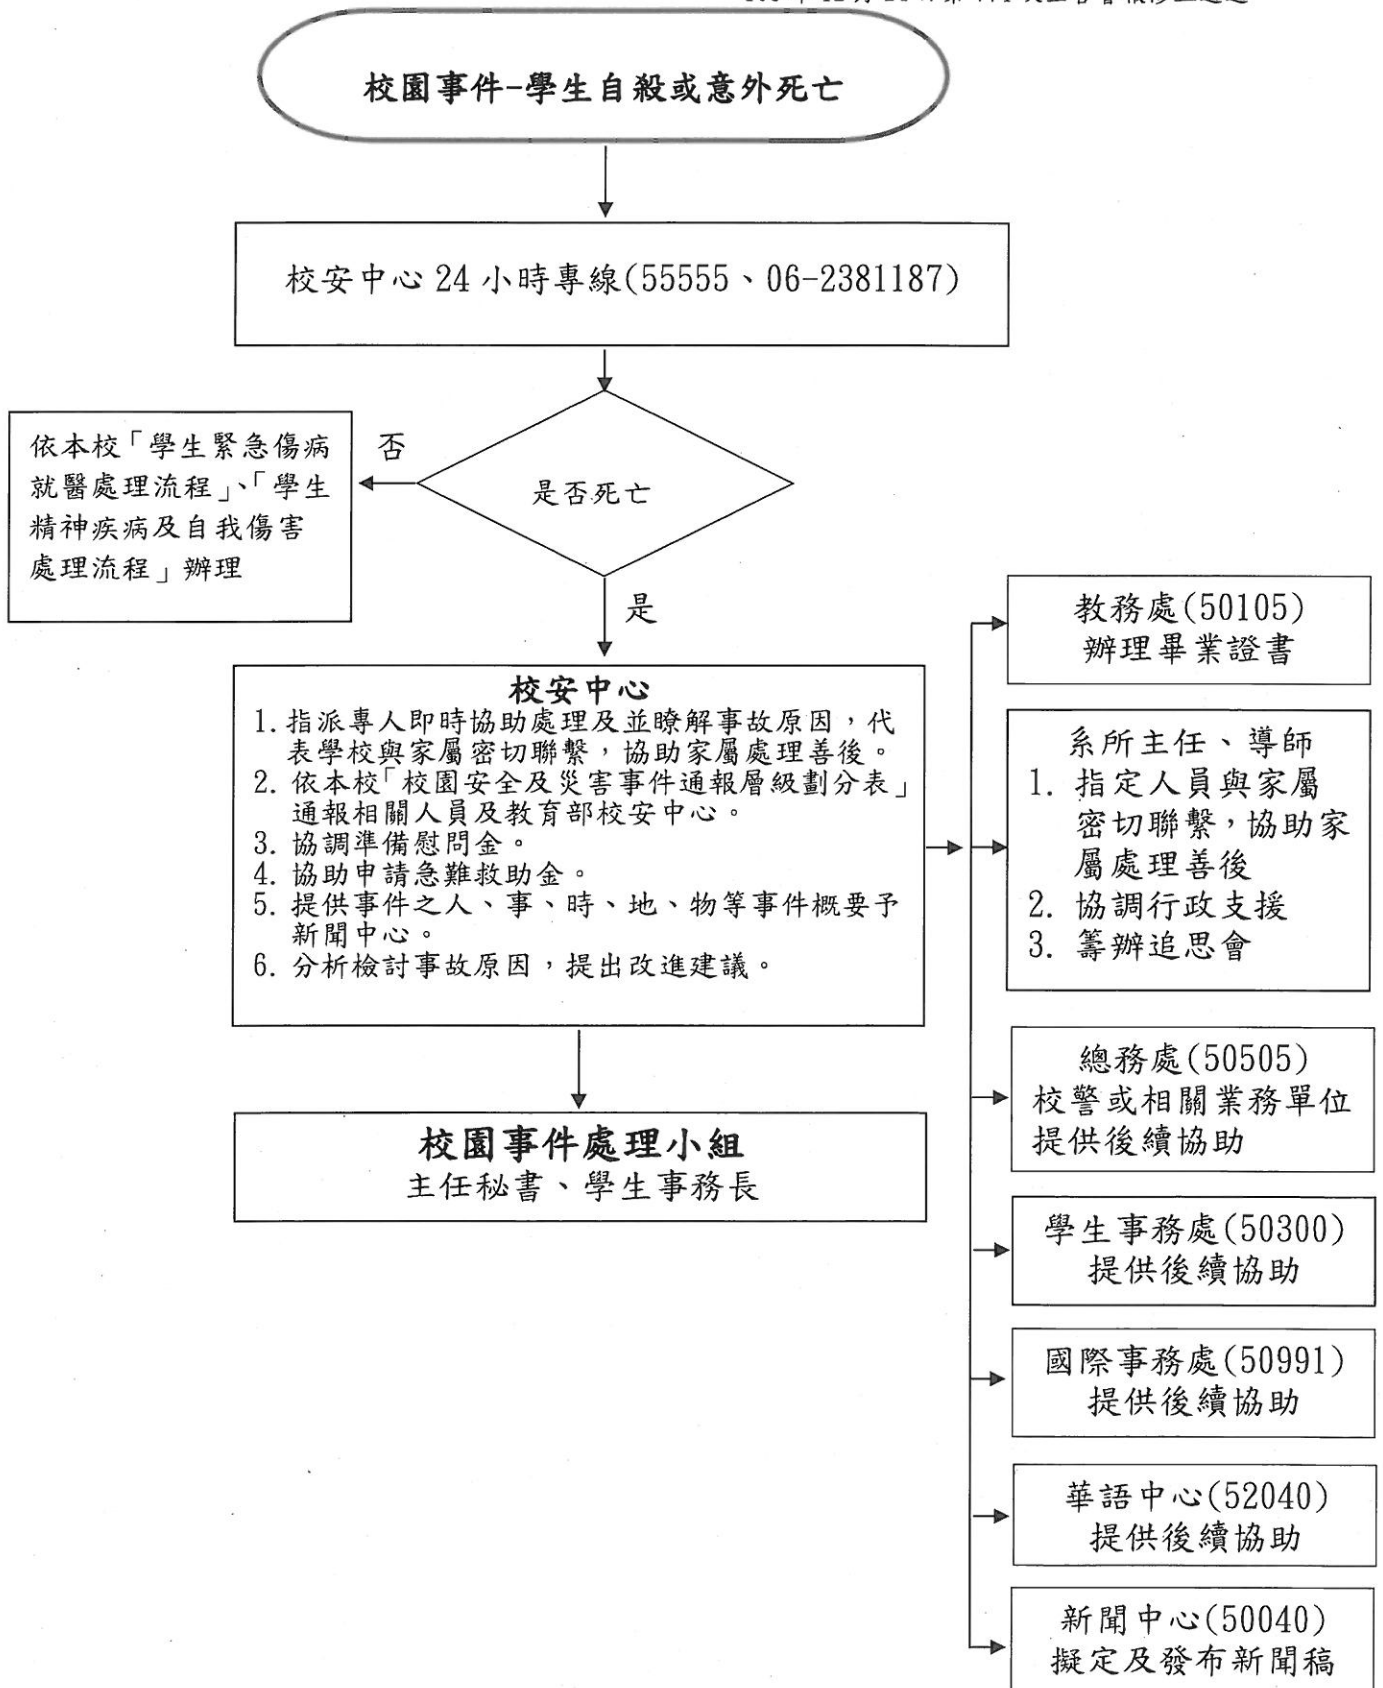 校園事件-學生自殺或意外死亡
校安中心 24 小時專線(55555、06-2381187)
是否死亡
否
依本校「學生緊急傷病
就醫處理流程」、「學生
精神疾病及自我傷害
處理流程」辦理
是
校安中心
1. 指派專人即時協助處理及並瞭解事故原因，代
表學校與家屬密切聯繫，協助家屬處理善後。
2. 依本校「校園安全及災害事件通報層級劃分表」
通報相關人員及教育部校安中心。
3. 協調準備慰問金。
4. 協助申請急難救助金。
5. 提供事件之人、事、時、地、物等事件概要予
新聞中心。
6. 分析檢討事故原因，提出改進建議。
校園事件處理小組
主任秘書、學生事務長
教務處(50105)
辦理畢業證書
系所主任、導師
1. 指定人員與家屬
密切聯繫，協助家
屬處理善後
2. 協調行政支援
3. 籌辦追思會
總務處(50505)
校警或相關業務單位
提供後續協助
學生事務處(50300)
提供後續協助
國際事務處(50991)
提供後續協助
華語中心(52040)
提供後續協助
新聞中心(50040)
擬定及發布新聞稿